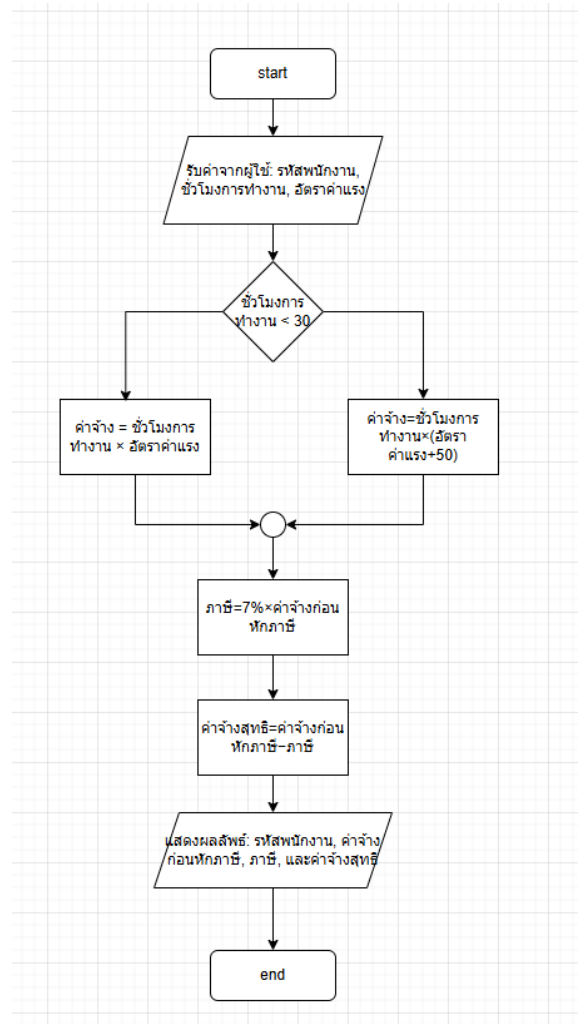 start
รับค่าจากผู้ใช้: รหัสพนักงาน,
ชั่วโมงการทำงาน, อัตราค่าแรง
ชั่วโมงการ
ทำงาน < 30
ค่าจ้าง = ชั่วโมงการ
ทำงาน × อัตราค่าแรง
ค่าจ้าง=ชั่วโมงการ
ทำงาน×(อัตรา
ค่าแรง+50)
ภาษี=7%×ค่าจ้างก่อน
หักภาษี
ค่าจ้างสุทธิ=ค่าจ้างก่อน
หักภาษี−ภาษี
แสดงผลลัพธ์: รหัสพนักงาน, ค่าจ้าง
ก่อนหักภาษี, ภาษี, และค่าจ้างสุทธิ
end